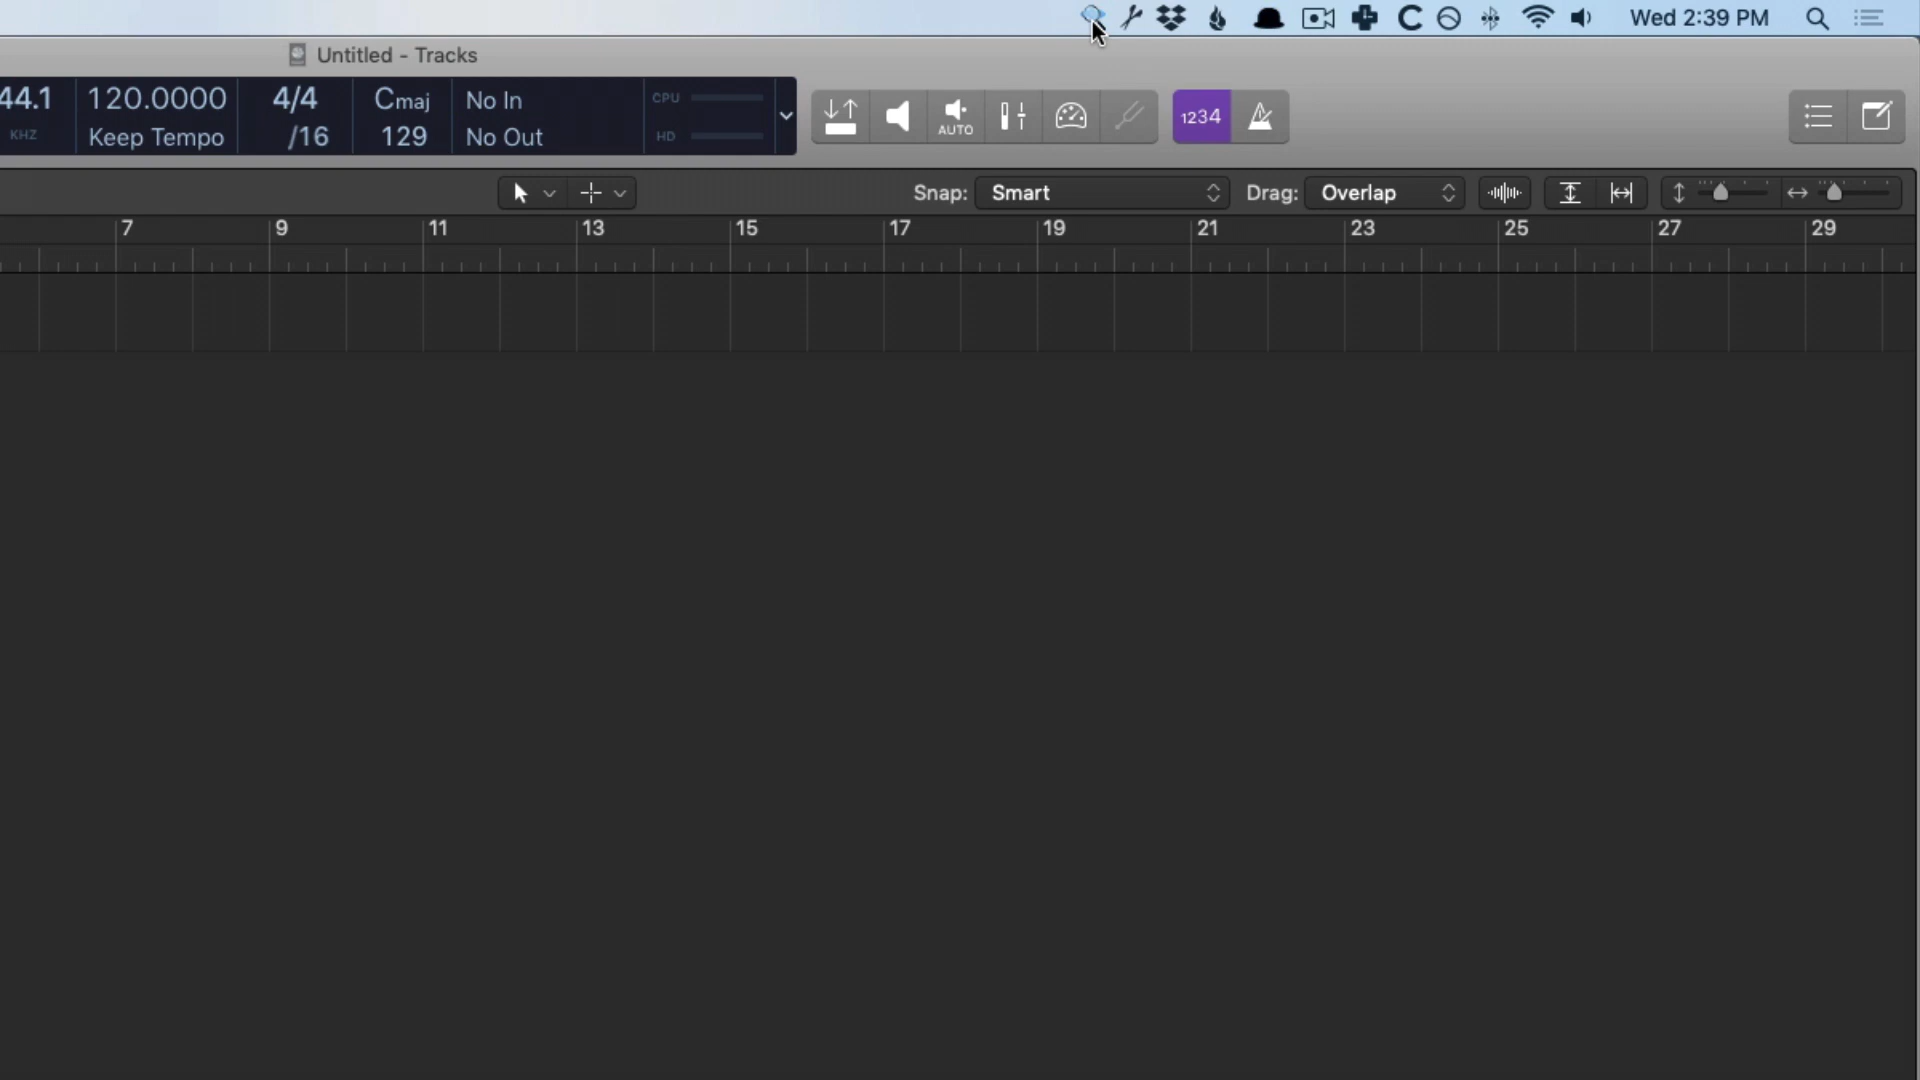 Wed 2:39 PM
Untitled - Tracks
44.1 120.0000 4/4 Cmaj No In CPU
KHZ Keep Tempo /16 129 No Out HD
AUTO
1234
Snap: Smart Drag: Overlap
7 9 11 13 15 17 19 21 23 25 27 29